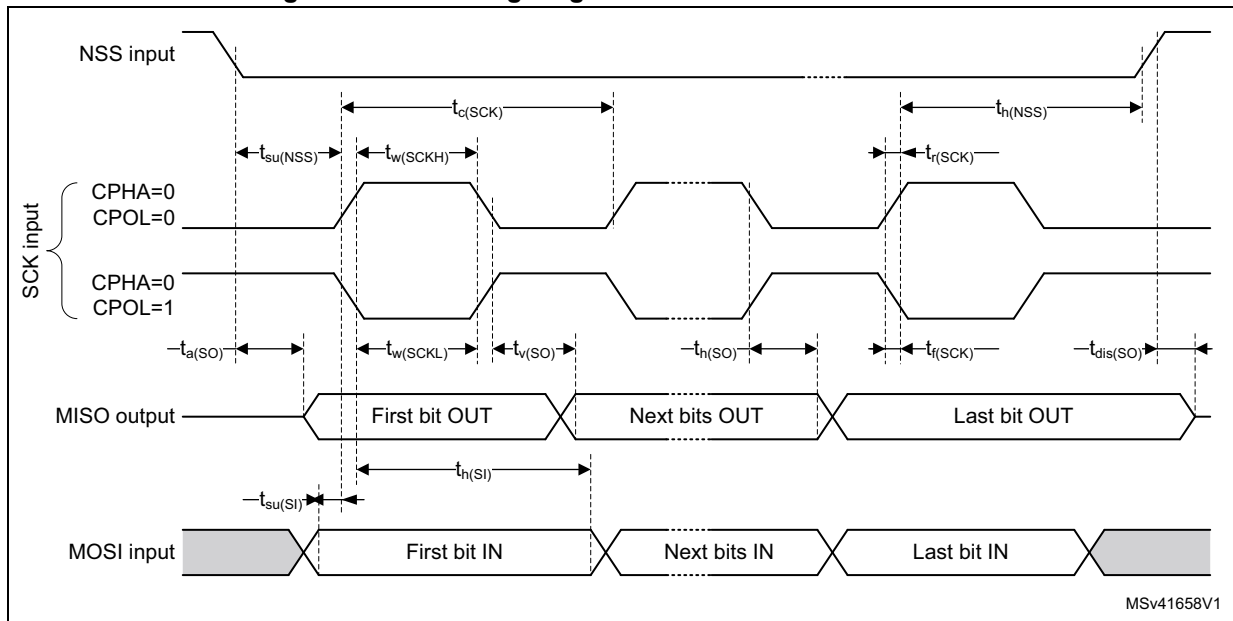 NSS input
tc(SCK)
th(NSS)
tsu(NSS)
tw(SCKH)
tr(SCK)
SCK input
CPHA=0
CPOL=0
CPHA=0
CPOL=1
ta(SO)
tw(SCKL)
tv(SO)
th(SO)
tf(SCK)
tdis(SO)
MISO output
First bit OUT
Next bits OUT
Last bit OUT
th(SI)
tsu(SI)
MOSI input
First bit IN
Next bits IN
Last bit IN
MSv41658V1